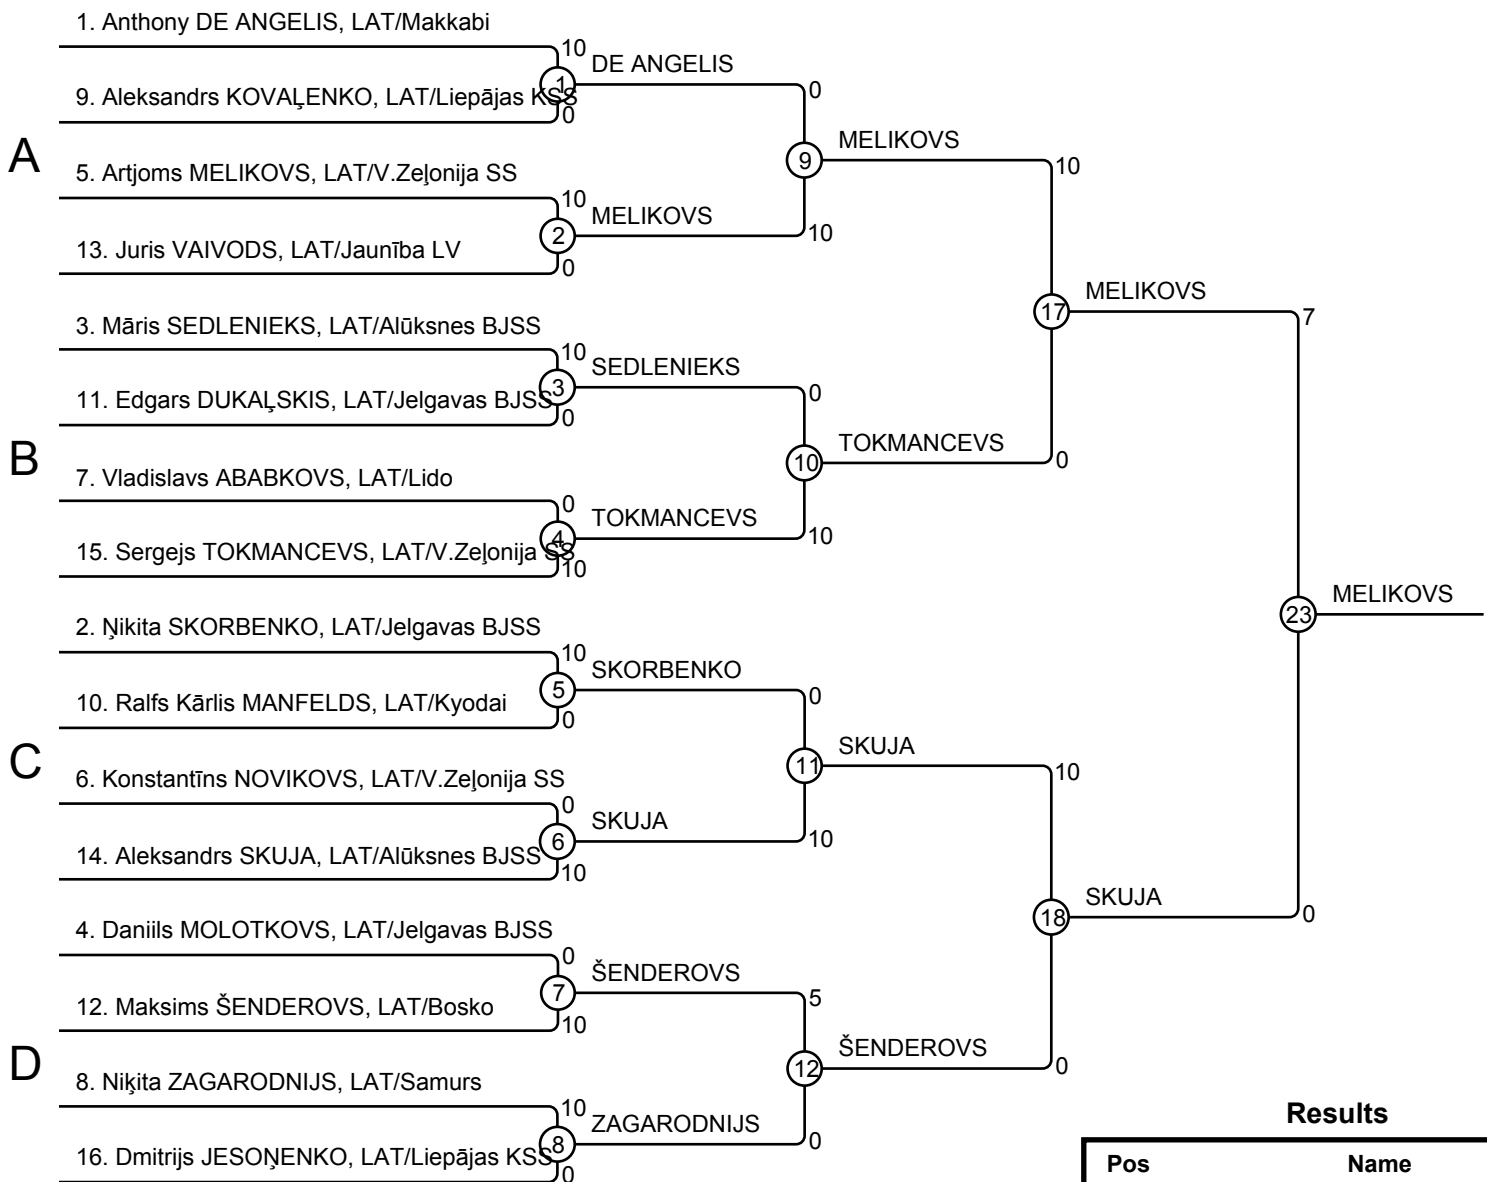 1. Anthony DE ANGELIS, LAT/Makkabi
10
DE ANGELIS
1
0
9. Aleksandrs KOVAĻENKO, LAT/Liepājas KSS
0
A
MELIKOVS
9
10
5. Artjoms MELIKOVS, LAT/V.Zeļonija SS
10
MELIKOVS
2
10
13. Juris VAIVODS, LAT/Jaunība LV
0
MELIKOVS
17
7
3. Māris SEDLENIEKS, LAT/Alūksnes BJSS
10
SEDLENIEKS
3
0
11. Edgars DUKAĻSKIS, LAT/Jelgavas BJSS
0
B
TOKMANCEVS
10
0
7. Vladislavs ABABKOVS, LAT/Lido
0
TOKMANCEVS
4
10
15. Sergejs TOKMANCEVS, LAT/V.Zeļonija SS
10
MELIKOVS
23
2. Ņikita SKORBENKO, LAT/Jelgavas BJSS
10
SKORBENKO
5
0
10. Ralfs Kārlis MANFELDS, LAT/Kyodai
0
C
SKUJA
11
10
6. Konstantīns NOVIKOVS, LAT/V.Zeļonija SS
0
SKUJA
6
10
14. Aleksandrs SKUJA, LAT/Alūksnes BJSS
10
SKUJA
18
0
4. Daniils MOLOTKOVS, LAT/Jelgavas BJSS
0
ŠENDEROVS
7
5
12. Maksims ŠENDEROVS, LAT/Bosko
10
D
ŠENDEROVS
12
0
8. Niķita ZAGARODNIJS, LAT/Samurs
10
ZAGARODNIJS
8
0
16. Dmitrijs JESOŅENKO, LAT/Liepājas KSS
0
Results
Pos Name